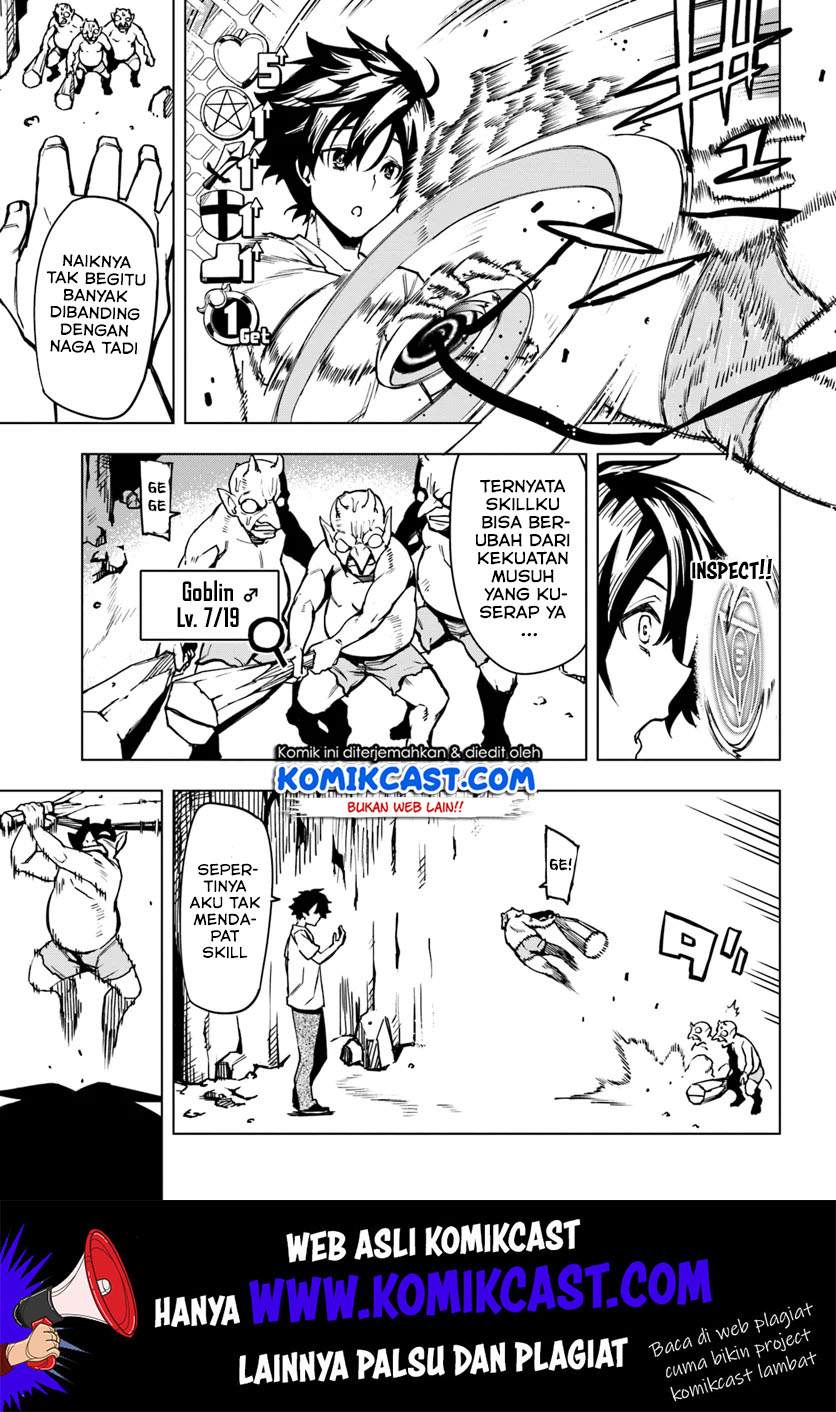 5
1
1
1
1
1
Get
NAIKNYA
TAK BEGITU
BANYAK
DIBANDING
DENGAN
NAGA TADI
INSPECT!!
TERNYATA
SKILLKU
BISA BER-
UBAH DARI
KEKUATAN
MUSUH
YANG KU-
SERAP YA
...
GE
GE
Goblin ♂
Lv. 7/19
Komik ini diterjemahkan & diedit oleh
KOMIKCAST.COM
BUKAN WEB LAIN!!
GE!
SEPER-
TINYA
AKU TAK
MENDA-
PAT
SKILL
WEB ASLI KOMIKCAST
HANYA WWW.KOMIKCAST.COM
LAINNYA PALSU DAN PLAGIAT
Baca di web plagiat
cuma bikin project
komikcast lambat